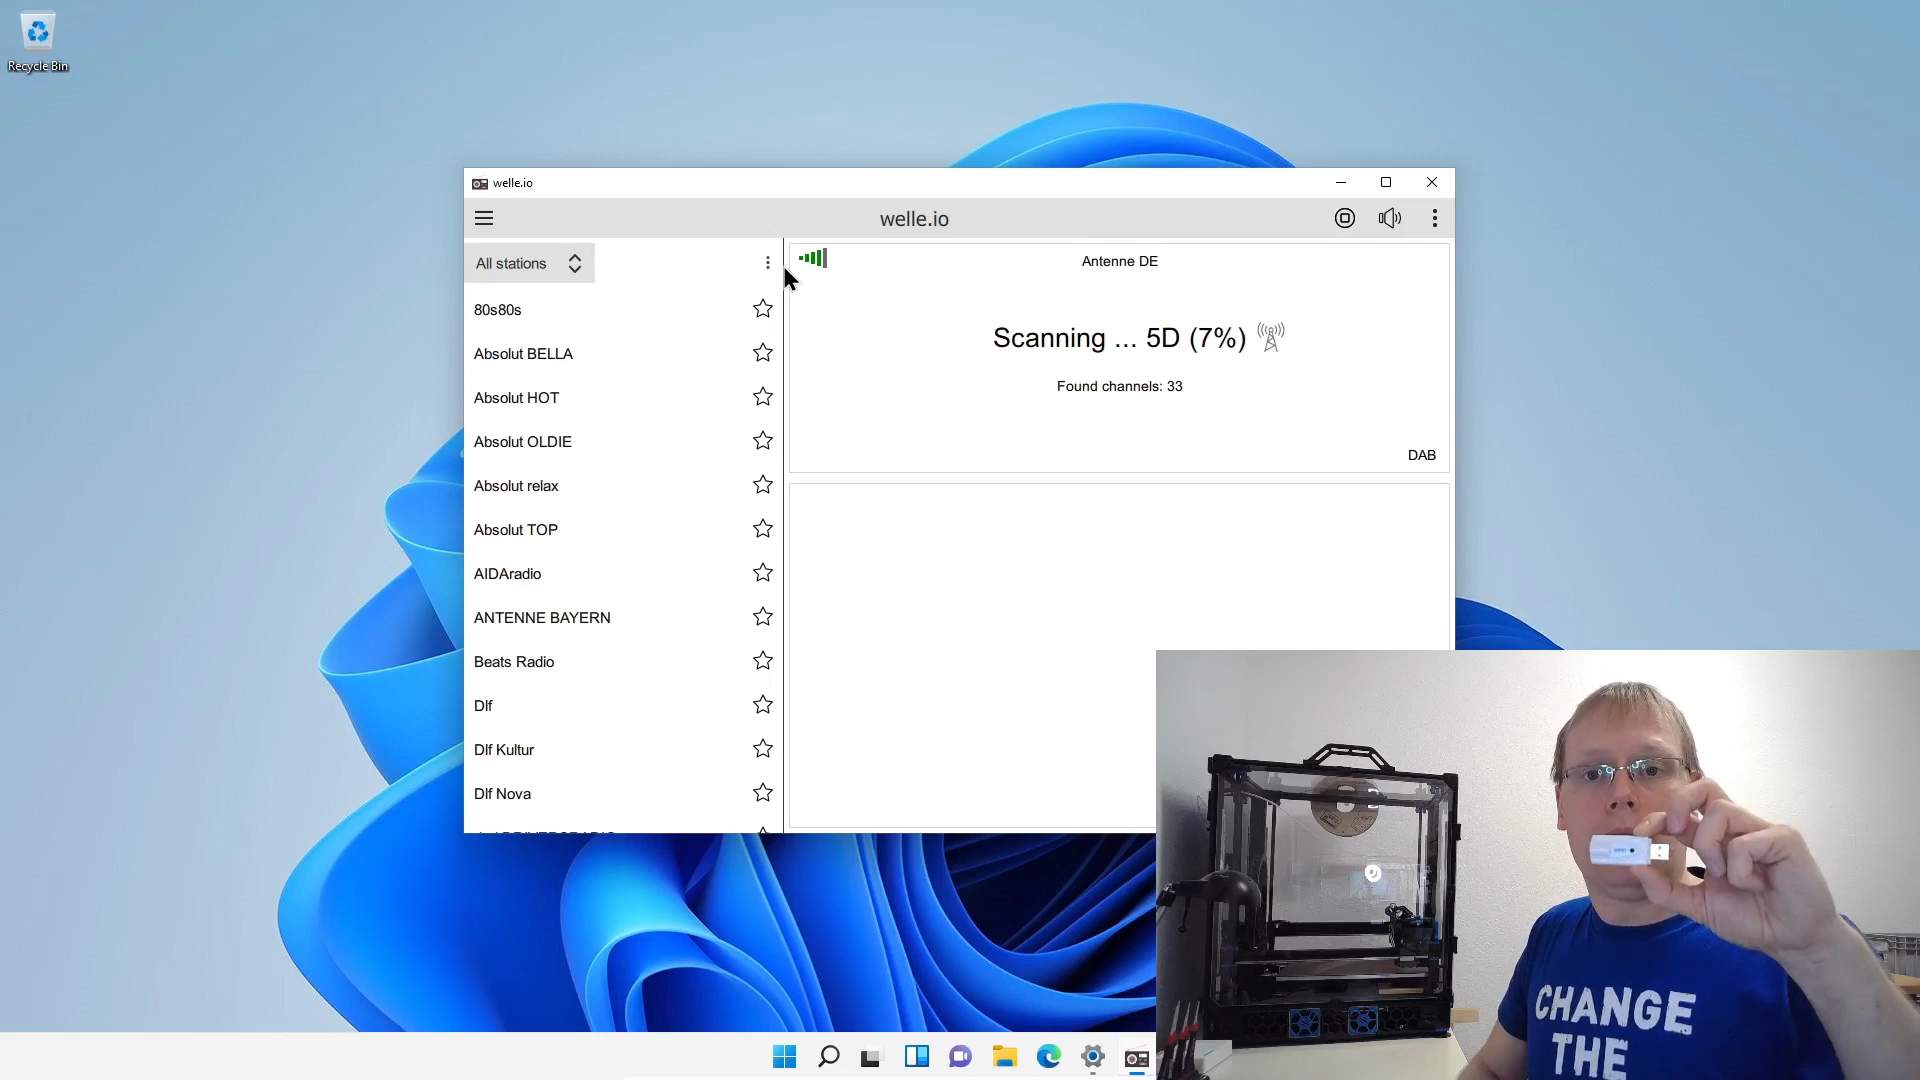 Recycle Bin
welle.io
welle.io
All stations
Antenne DE
80s80s
Scanning ... 5D (7%)
Absolut BELLA
Found channels: 33
Absolut HOT
Absolut OLDIE
DAB
Absolut relax
Absolut TOP
AIDAradio
ANTENNE BAYERN
Beats Radio
Dlf
Dlf Kultur
Dlf Nova
CHANGE
THE